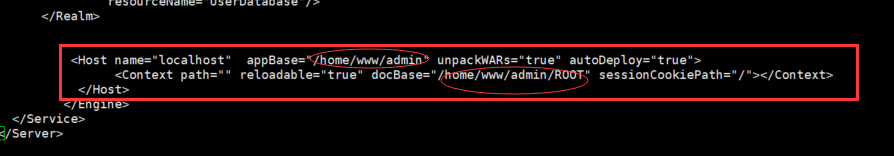 resourceName="UserDatabase"/>
</Realm>
<Host name="localhost" appBase="/home/www/admin" unpackWARs="true" autoDeploy="true">
<Context path="" reloadable="true" docBase="/home/www/admin/ROOT" sessionCookiePath="/"></Context>
</Host>
</Engine>
</Service>
</Server>